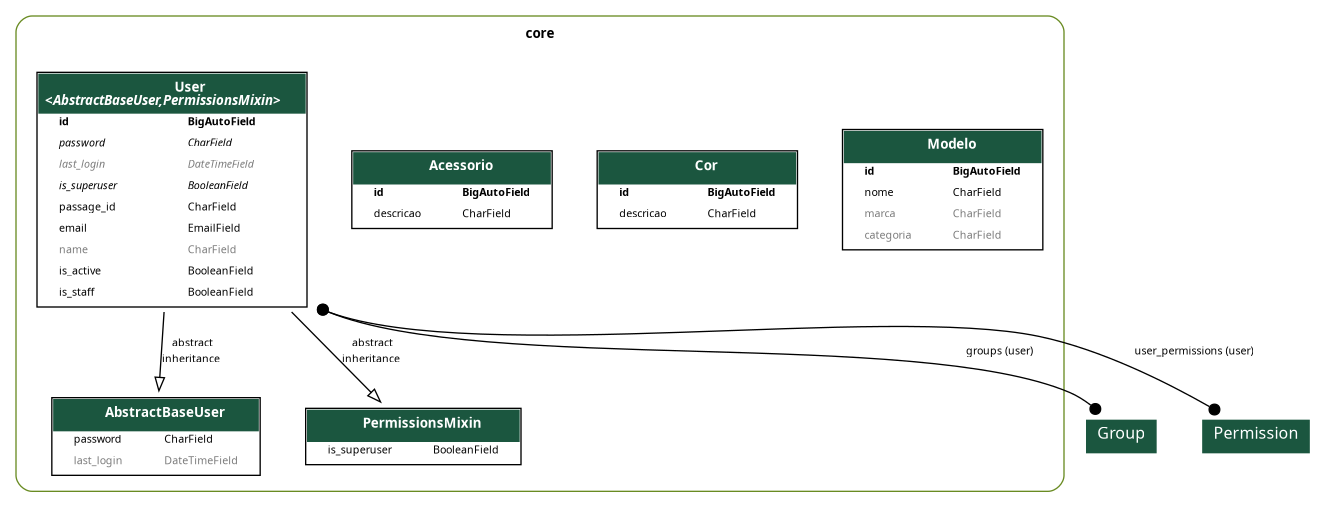 core
User
<AbstractBaseUser,PermissionsMixin>
id BigAutoField
password CharField
last_login DateTimeField
is_superuser BooleanField
passage_id CharField
email EmailField
name CharField
is_active BooleanField
is_staff BooleanField
Acessorio
id BigAutoField
descricao CharField
Cor
id BigAutoField
descricao CharField
Modelo
id BigAutoField
nome CharField
marca CharField
categoria CharField
abstract
inheritance
abstract
inheritance
groups (user)
user_permissions (user)
AbstractBaseUser
password CharField
last_login DateTimeField
PermissionsMixin
is_superuser BooleanField
Group
Permission